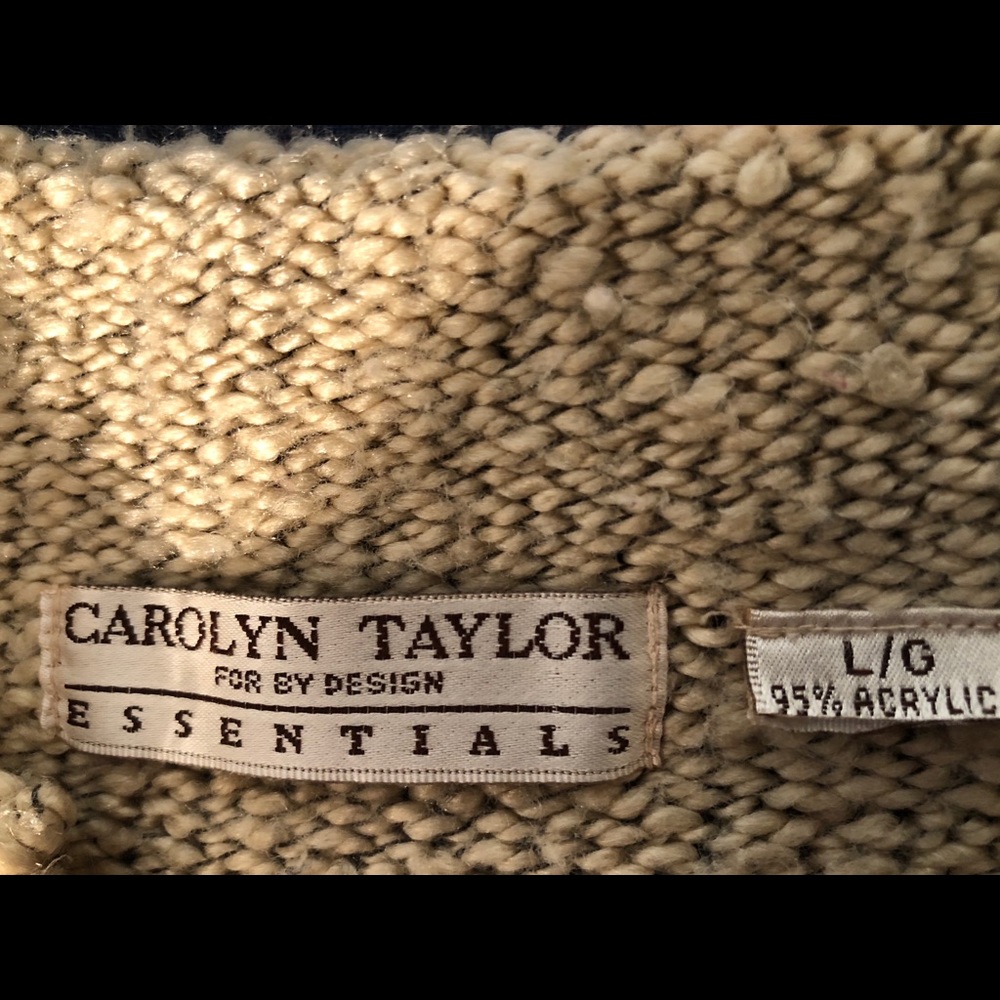 CAROLYN TAYLOR
FOR BY DESIGN
ESSENTIALS
L/G
95% ACRYLIC